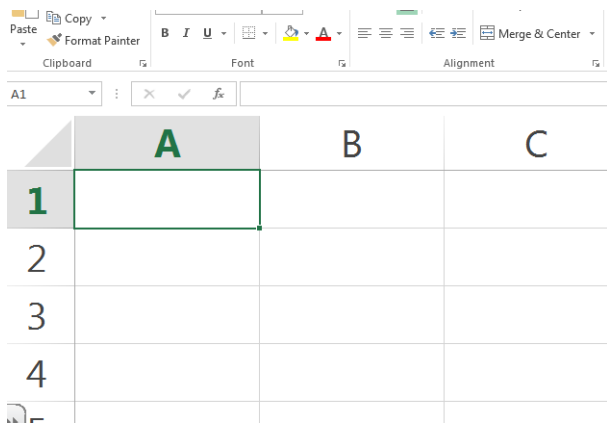 Copy
Paste
Format Painter
B I U A
Merge & Center
Clipboard Font Alignment
A1 fx
A B C
1
2
3
4